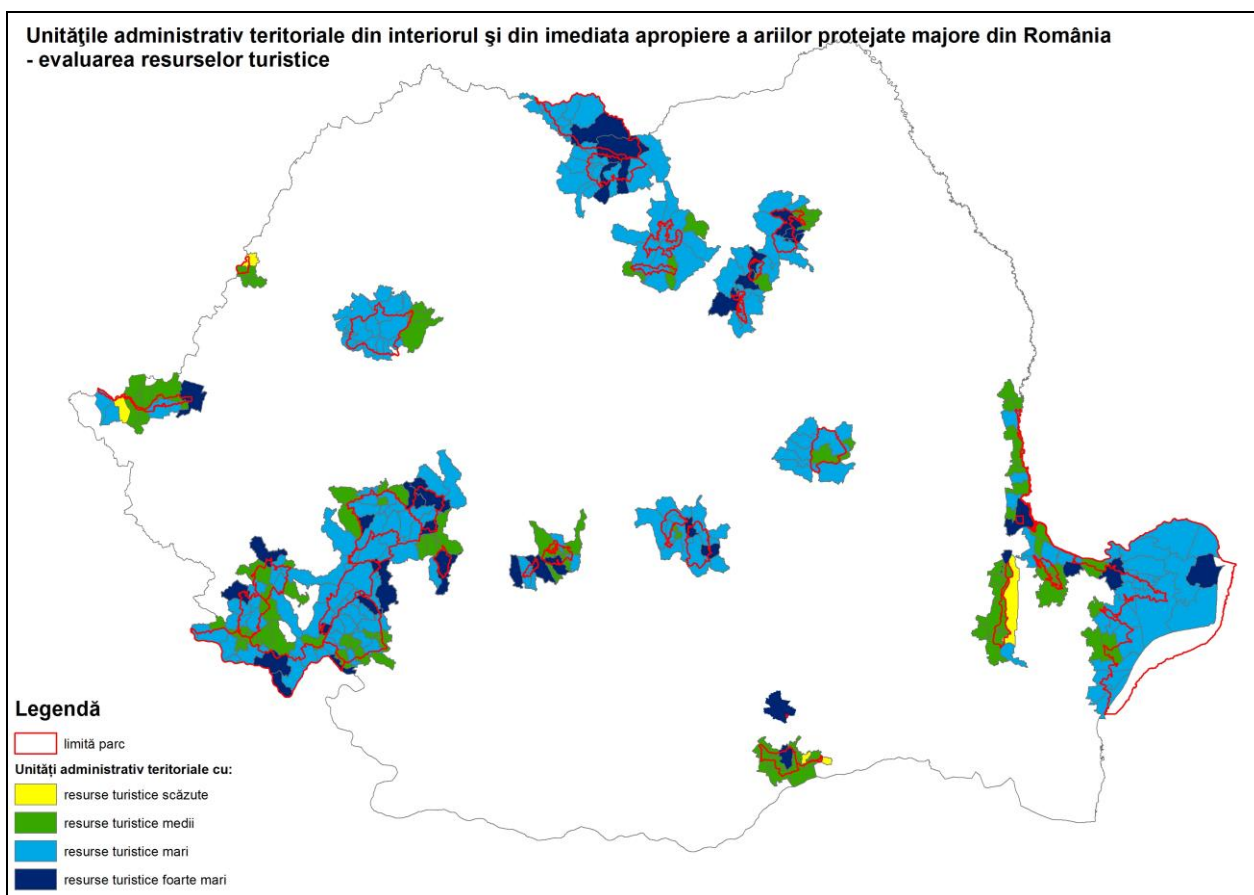 Unităţile administrativ teritoriale din interiorul şi din imediata apropiere a ariilor protejate majore din România
- evaluarea resurselor turistice
Legendă
limită parc
Unități administrativ teritoriale cu:
resurse turistice scăzute
resurse turistice medii
resurse turistice mari
resurse turistice foarte mari